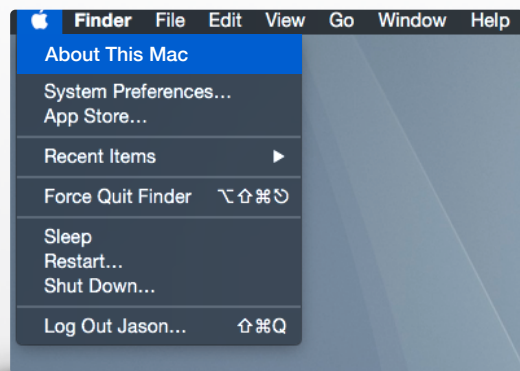 Finder File Edit View Go Window Help
About This Mac
System Preferences...
App Store...
Recent Items ▶
Force Quit Finder ⌥⇧⌘⎋
Sleep
Restart...
Shut Down...
Log Out Jason... ⇧⌘Q